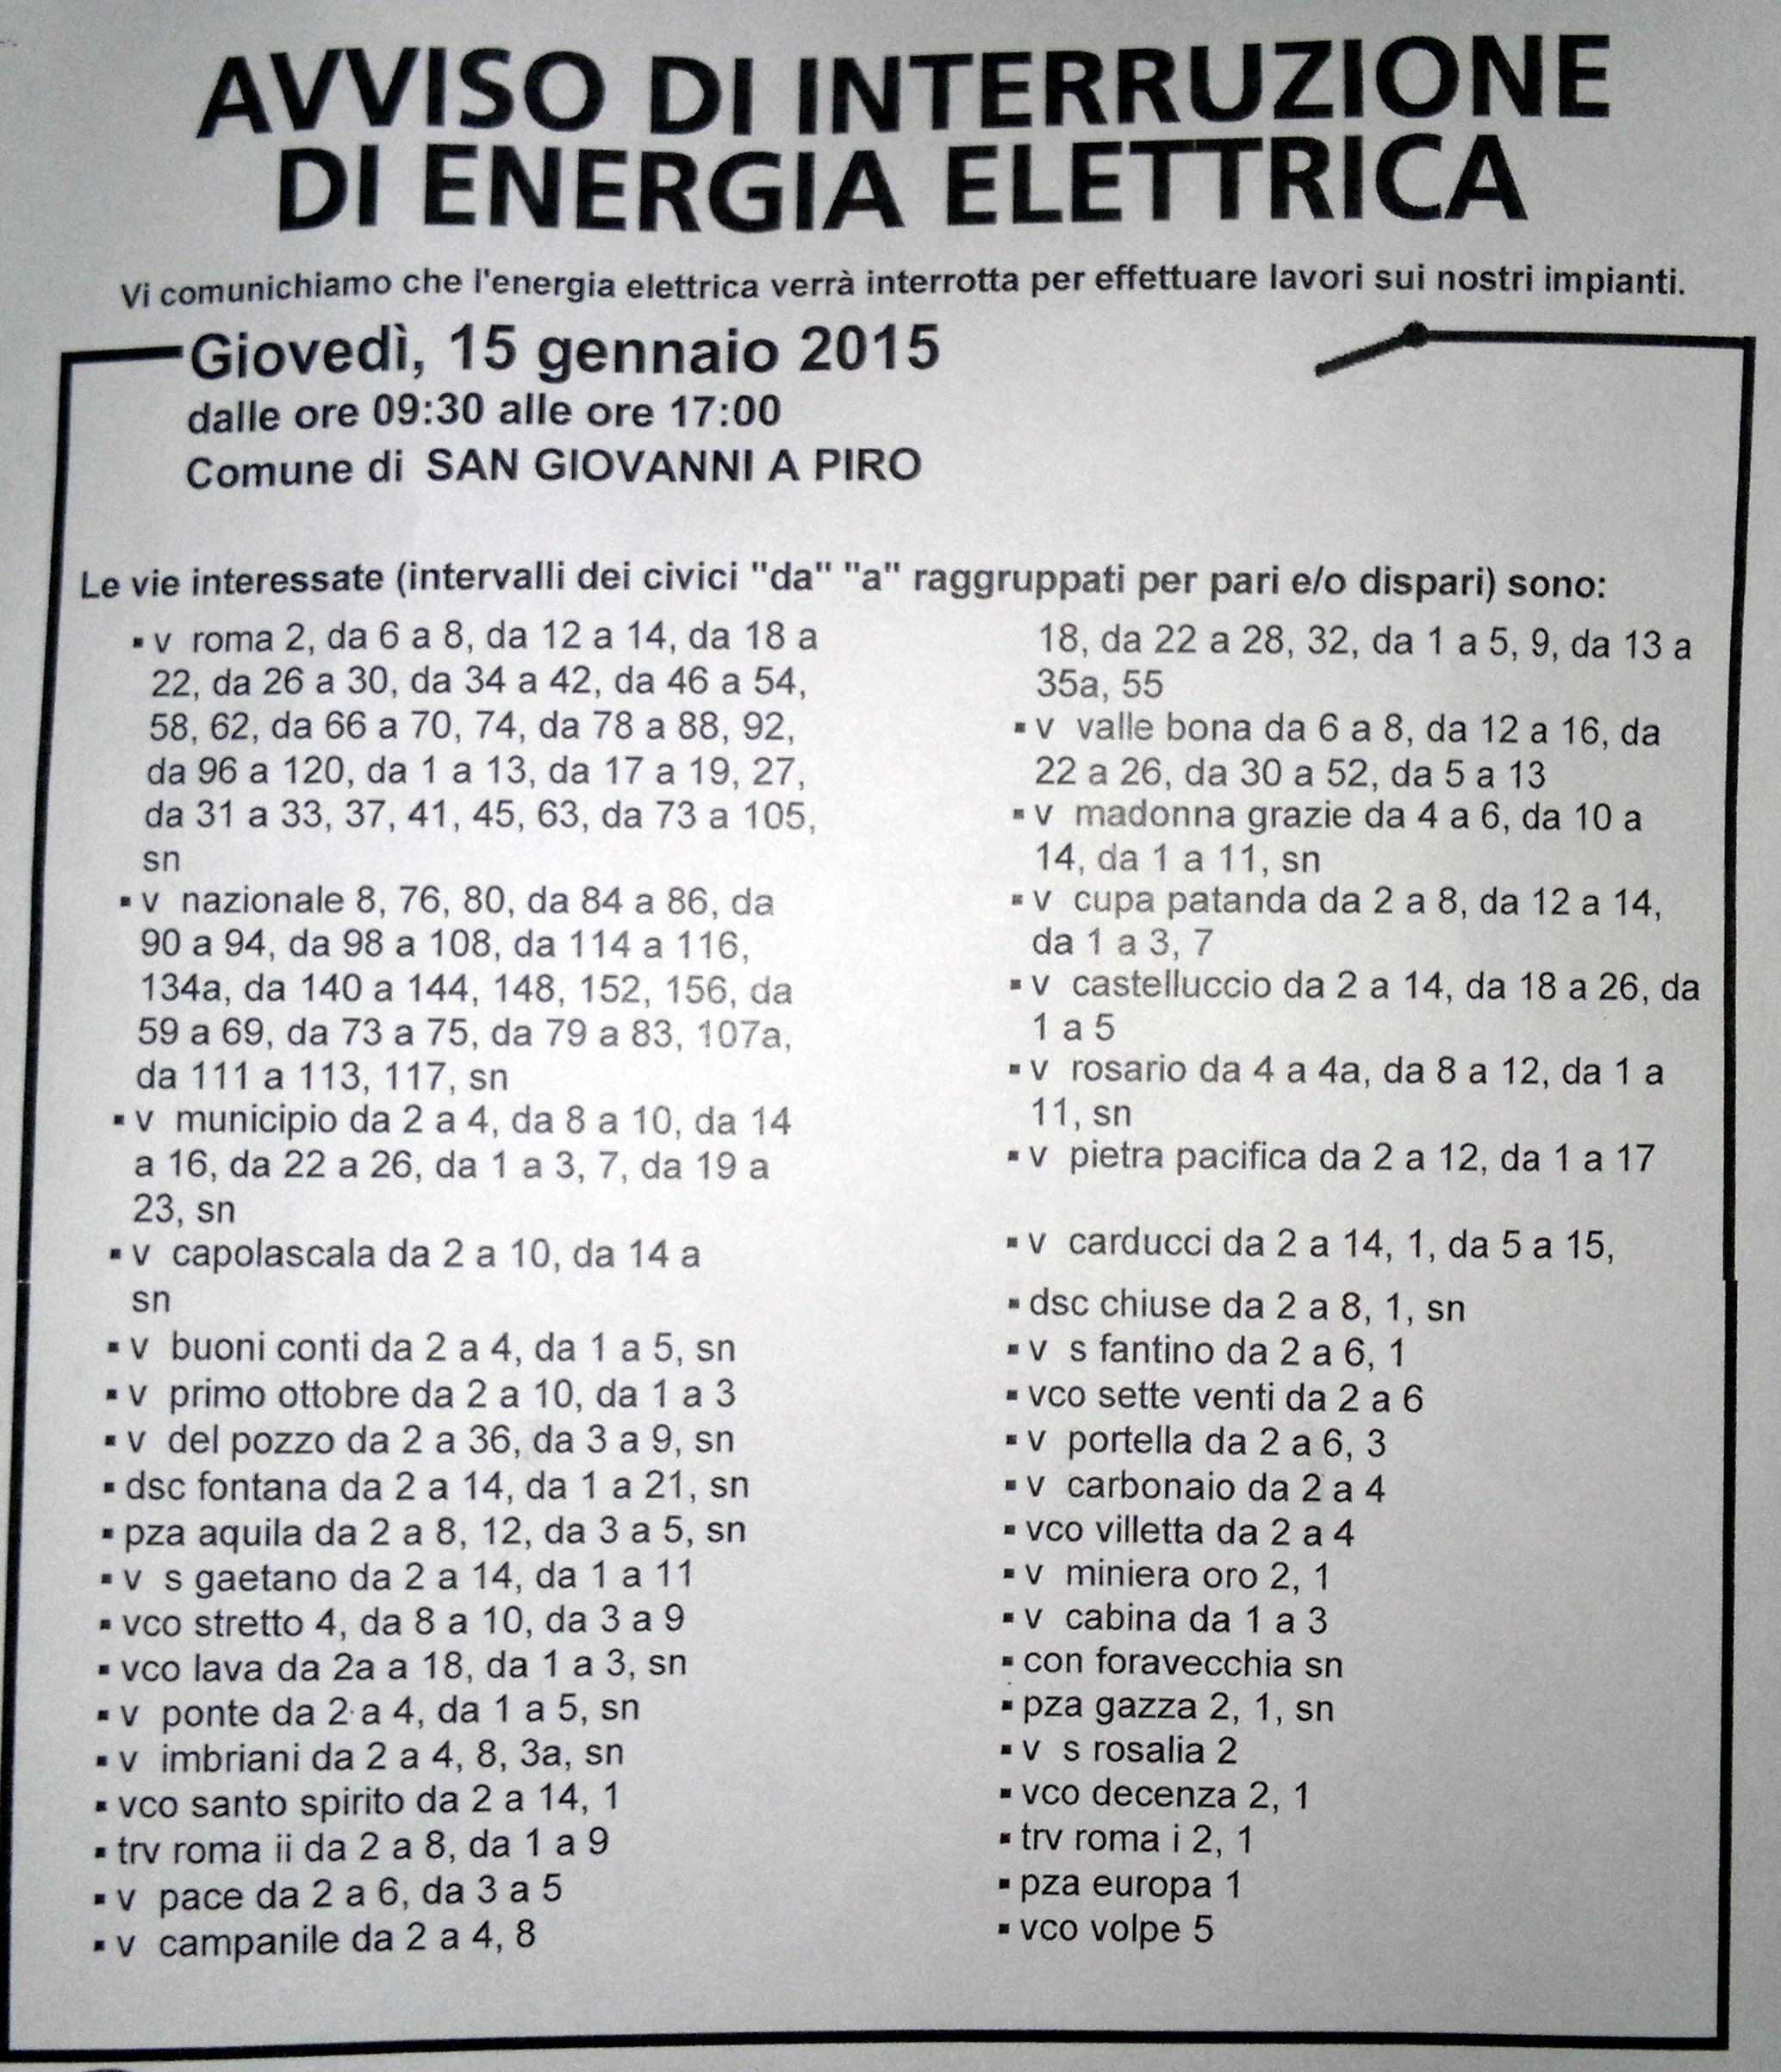 AVVISO DI INTERRUZIONE
DI ENERGIA ELETTRICA
Vi comunichiamo che l'energia elettrica verrà interrotta per effettuare lavori sui nostri impianti.
Giovedì, 15 gennaio 2015
dalle ore 09:30 alle ore 17:00
Comune di SAN GIOVANNI A PIRO
Le vie interessate (intervalli dei civici "da" "a" raggruppati per pari e/o dispari) sono:
▪ v roma 2, da 6 a 8, da 12 a 14, da 18 a
22, da 26 a 30, da 34 a 42, da 46 a 54,
58, 62, da 66 a 70, 74, da 78 a 88, 92,
da 96 a 120, da 1 a 13, da 17 a 19, 27,
da 31 a 33, 37, 41, 45, 63, da 73 a 105,
sn
▪ v nazionale 8, 76, 80, da 84 a 86, da
90 a 94, da 98 a 108, da 114 a 116,
134a, da 140 a 144, 148, 152, 156, da
59 a 69, da 73 a 75, da 79 a 83, 107a,
da 111 a 113, 117, sn
▪ v municipio da 2 a 4, da 8 a 10, da 14
a 16, da 22 a 26, da 1 a 3, 7, da 19 a
23, sn
▪ v capolascala da 2 a 10, da 14 a
sn
▪ v buoni conti da 2 a 4, da 1 a 5, sn
▪ v primo ottobre da 2 a 10, da 1 a 3
▪ v del pozzo da 2 a 36, da 3 a 9, sn
▪ dsc fontana da 2 a 14, da 1 a 21, sn
▪ pza aquila da 2 a 8, 12, da 3 a 5, sn
▪ v s gaetano da 2 a 14, da 1 a 11
▪ vco stretto 4, da 8 a 10, da 3 a 9
▪ vco lava da 2a a 18, da 1 a 3, sn
▪ v ponte da 2 a 4, da 1 a 5, sn
▪ v imbriani da 2 a 4, 8, 3a, sn
▪ vco santo spirito da 2 a 14, 1
▪ trv roma ii da 2 a 8, da 1 a 9
▪ v pace da 2 a 6, da 3 a 5
▪ v campanile da 2 a 4, 8
18, da 22 a 28, 32, da 1 a 5, 9, da 13 a
35a, 55
▪ v valle bona da 6 a 8, da 12 a 16, da
22 a 26, da 30 a 52, da 5 a 13
▪ v madonna grazie da 4 a 6, da 10 a
14, da 1 a 11, sn
▪ v cupa patanda da 2 a 8, da 12 a 14,
da 1 a 3, 7
▪ v castelluccio da 2 a 14, da 18 a 26, da
1 a 5
▪ v rosario da 4 a 4a, da 8 a 12, da 1 a
11, sn
▪ v pietra pacifica da 2 a 12, da 1 a 17
▪ v carducci da 2 a 14, 1, da 5 a 15,
▪ dsc chiuse da 2 a 8, 1, sn
▪ v s fantino da 2 a 6, 1
▪ vco sette venti da 2 a 6
▪ v portella da 2 a 6, 3
▪ v carbonaio da 2 a 4
▪ vco villetta da 2 a 4
▪ v miniera oro 2, 1
▪ v cabina da 1 a 3
▪ con foravecchia sn
▪ pza gazza 2, 1, sn
▪ v s rosalia 2
▪ vco decenza 2, 1
▪ trv roma i 2, 1
▪ pza europa 1
▪ vco volpe 5